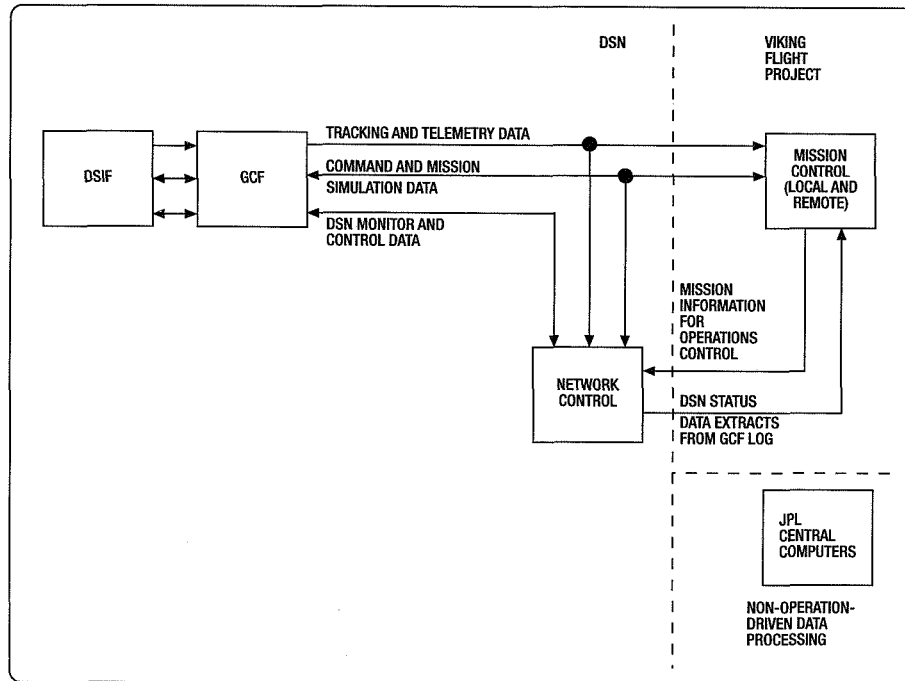 DSN
VIKING
FLIGHT
PROJECT
DSIF
GCF
TRACKING AND TELEMETRY DATA
COMMAND AND MISSION
SIMULATION DATA
DSN MONITOR AND
CONTROL DATA
MISSION
CONTROL
(LOCAL AND
REMOTE)
MISSION
INFORMATION
FOR
OPERATIONS
CONTROL
NETWORK
CONTROL
DSN STATUS
DATA EXTRACTS
FROM GCF LOG
JPL
CENTRAL
COMPUTERS
NON-OPERATION-
DRIVEN DATA
PROCESSING